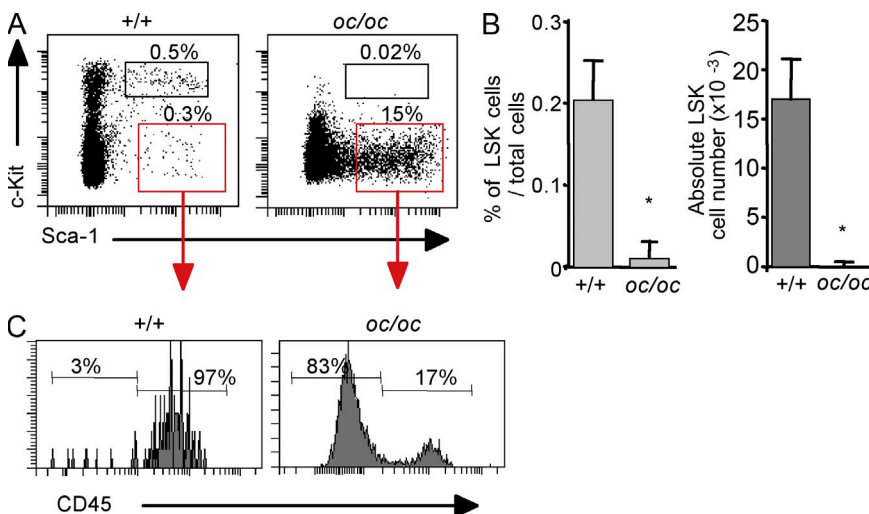 A
+/+
oc/oc
c-Kit
0.5%
0.3%
0.02%
15%
Sca-1
B
% of LSK cells
/ total cells
0.3
0.2
0.1
0
*
+/+
oc/oc
Absolute LSK
cell number (x10 -3)
25
20
15
10
5
0
*
+/+
oc/oc
C
+/+
oc/oc
3%
97%
83%
17%
CD45